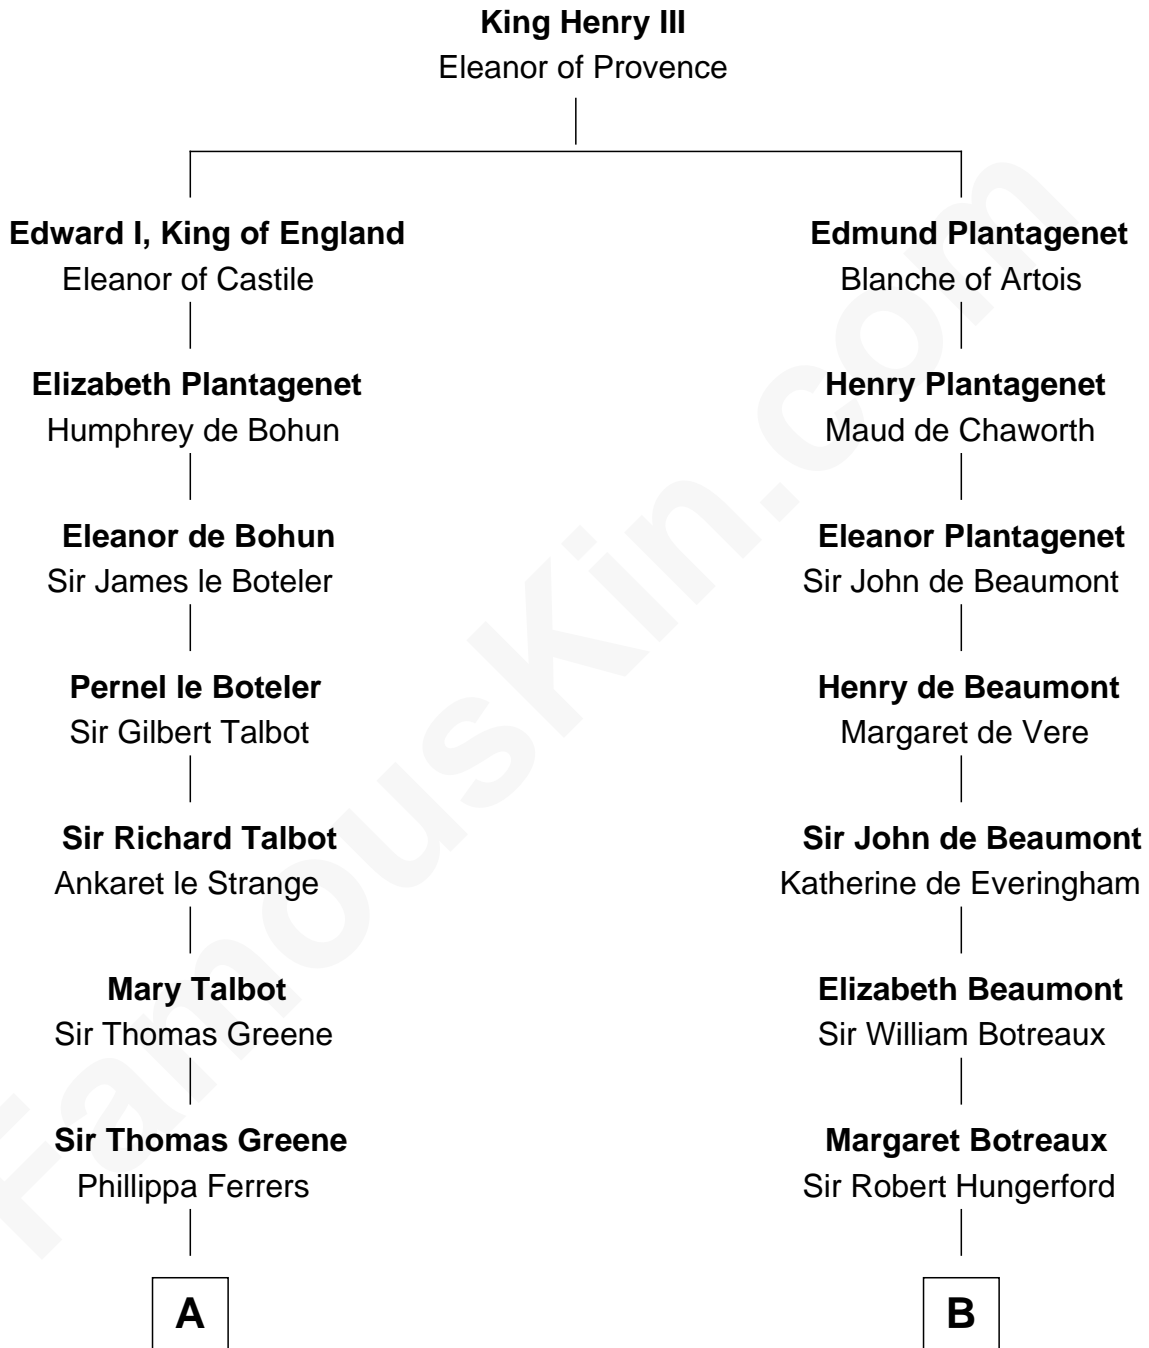 King Henry III
Eleanor of Provence
Edward I, King of England
Eleanor of Castile
Edmund Plantagenet
Blanche of Artois
Elizabeth Plantagenet
Humphrey de Bohun
Henry Plantagenet
Maud de Chaworth
Eleanor de Bohun
Sir James le Boteler
Eleanor Plantagenet
Sir John de Beaumont
Pernel le Boteler
Sir Gilbert Talbot
Henry de Beaumont
Margaret de Vere
Sir Richard Talbot
Ankaret le Strange
Sir John de Beaumont
Katherine de Everingham
Mary Talbot
Sir Thomas Greene
Elizabeth Beaumont
Sir William Botreaux
Sir Thomas Greene
Phillippa Ferrers
Margaret Botreaux
Sir Robert Hungerford
A
B
FamousKin.com